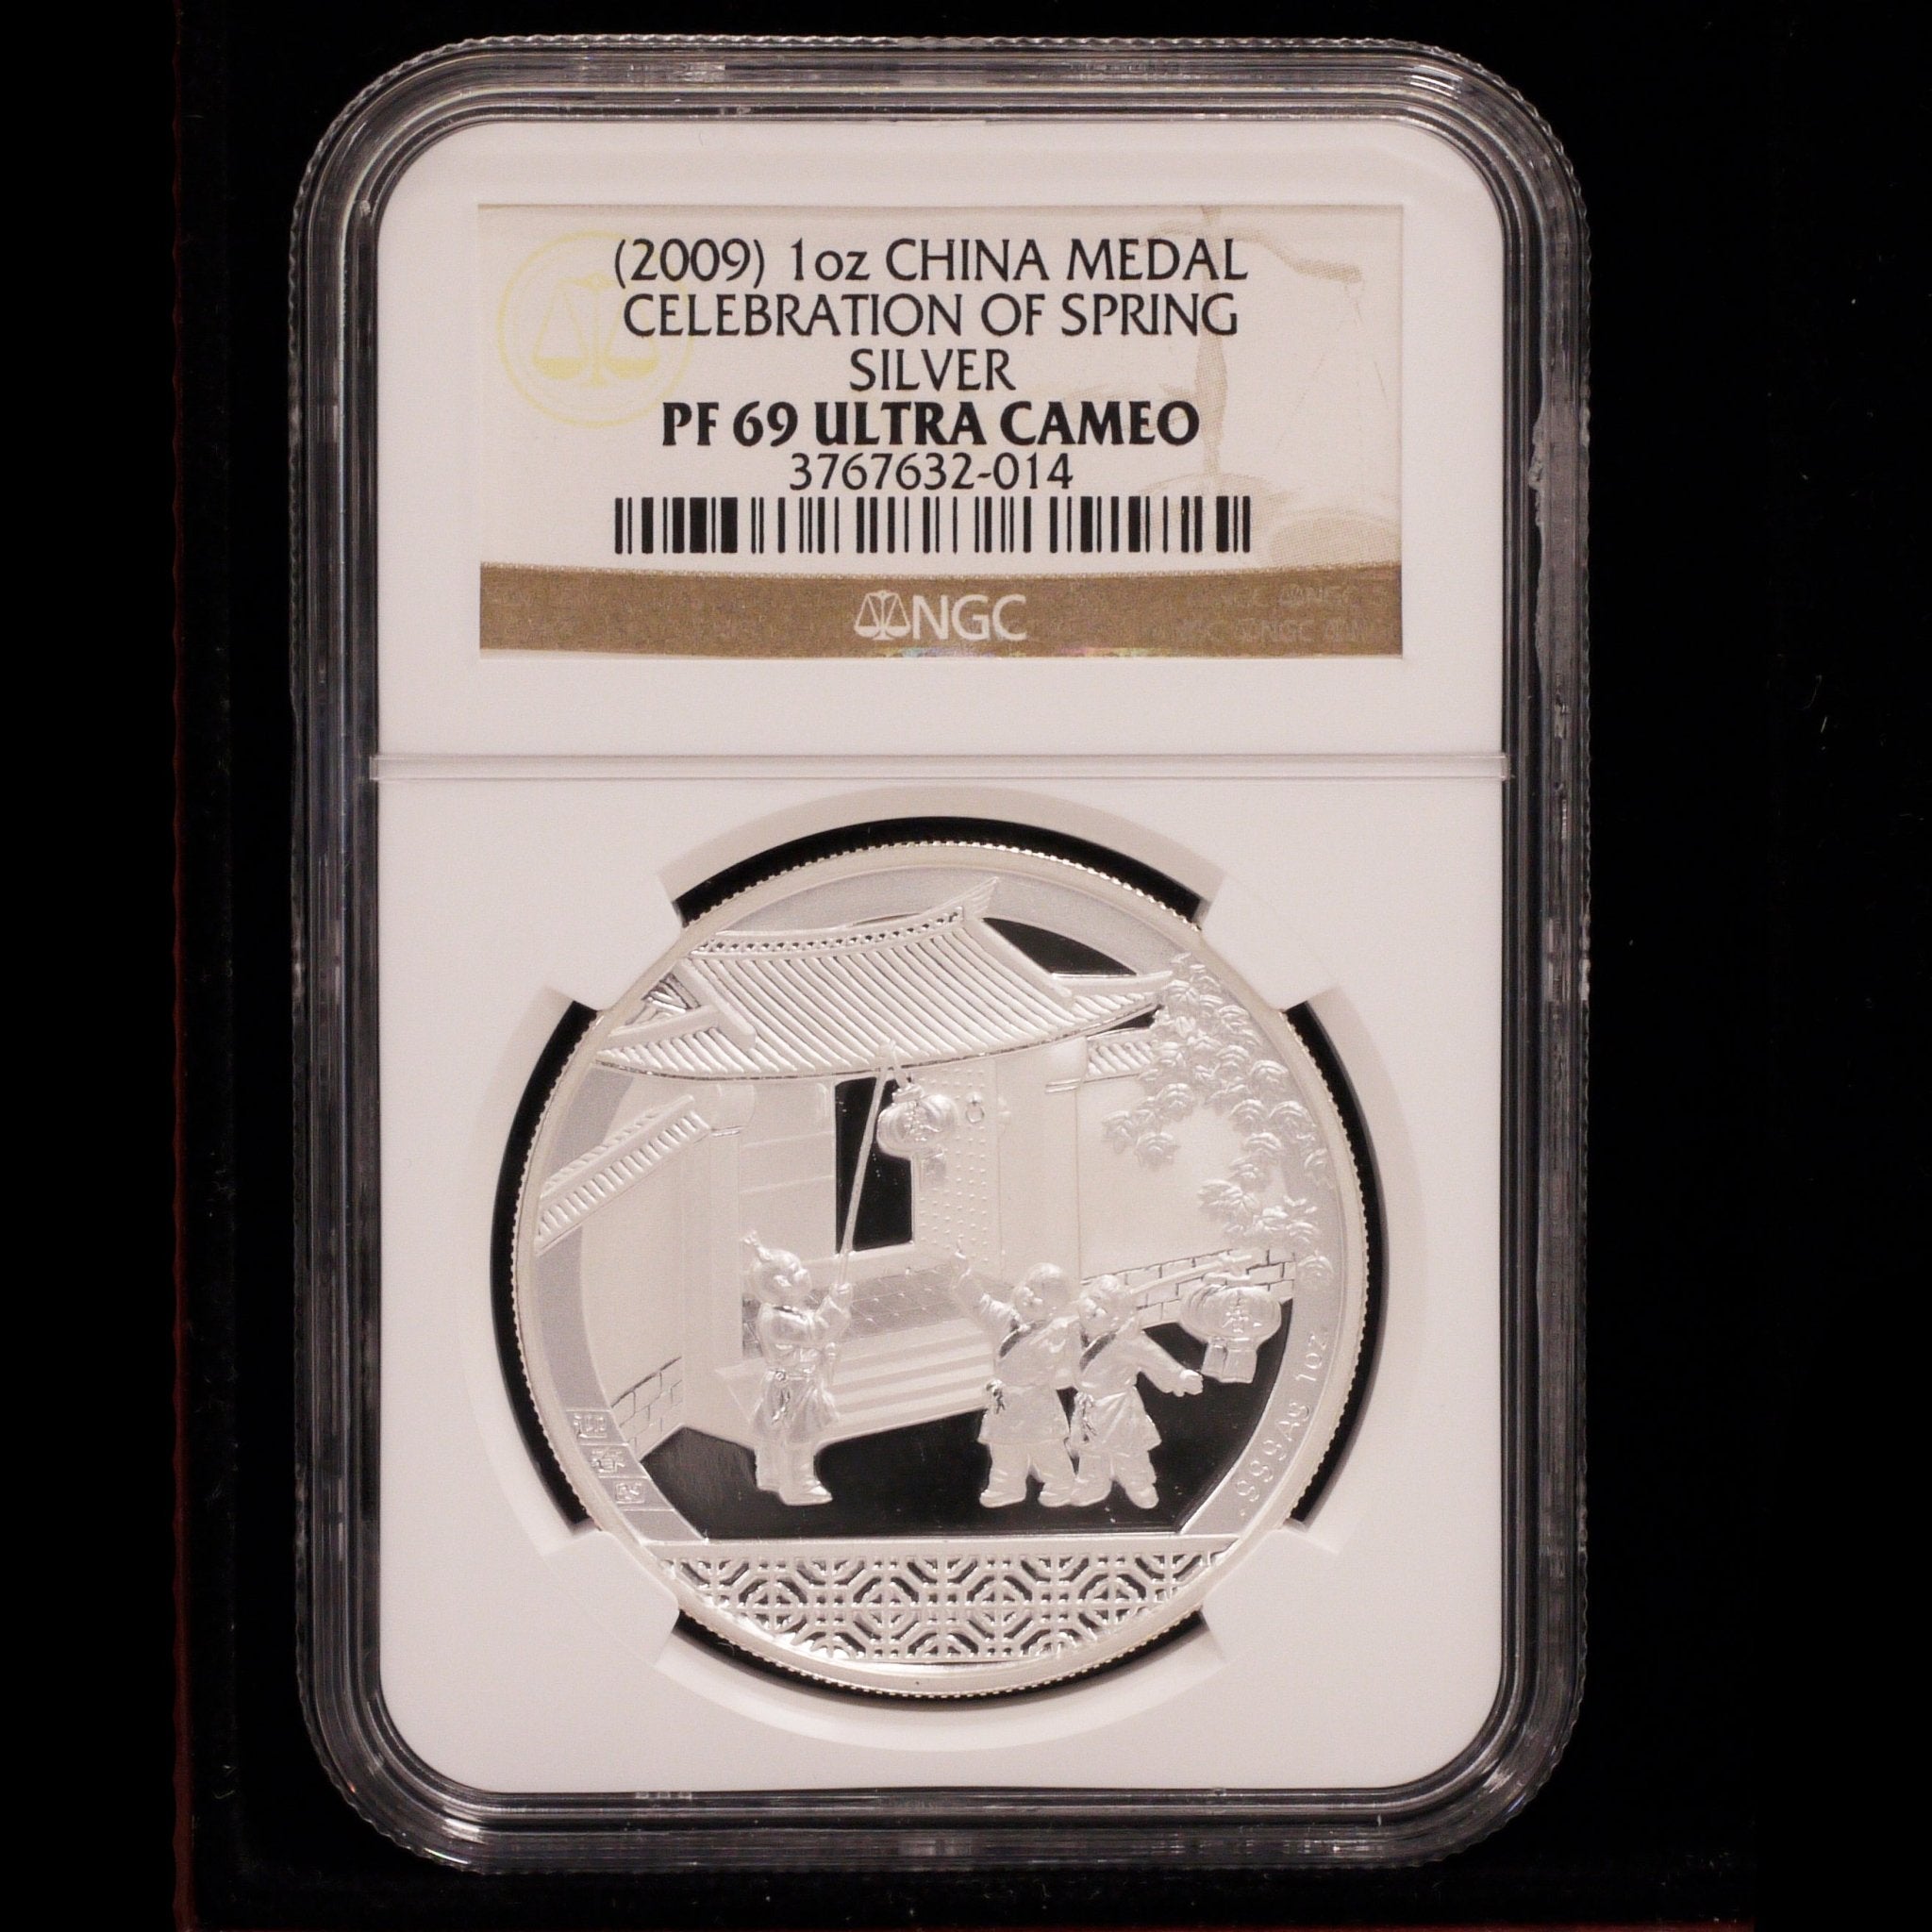 (2009) 1oz CHINA MEDAL
CELEBRATION OF SPRING
SILVER
PF 69 ULTRA CAMEO
3767632-014
NGC
.999Ag 1OZ